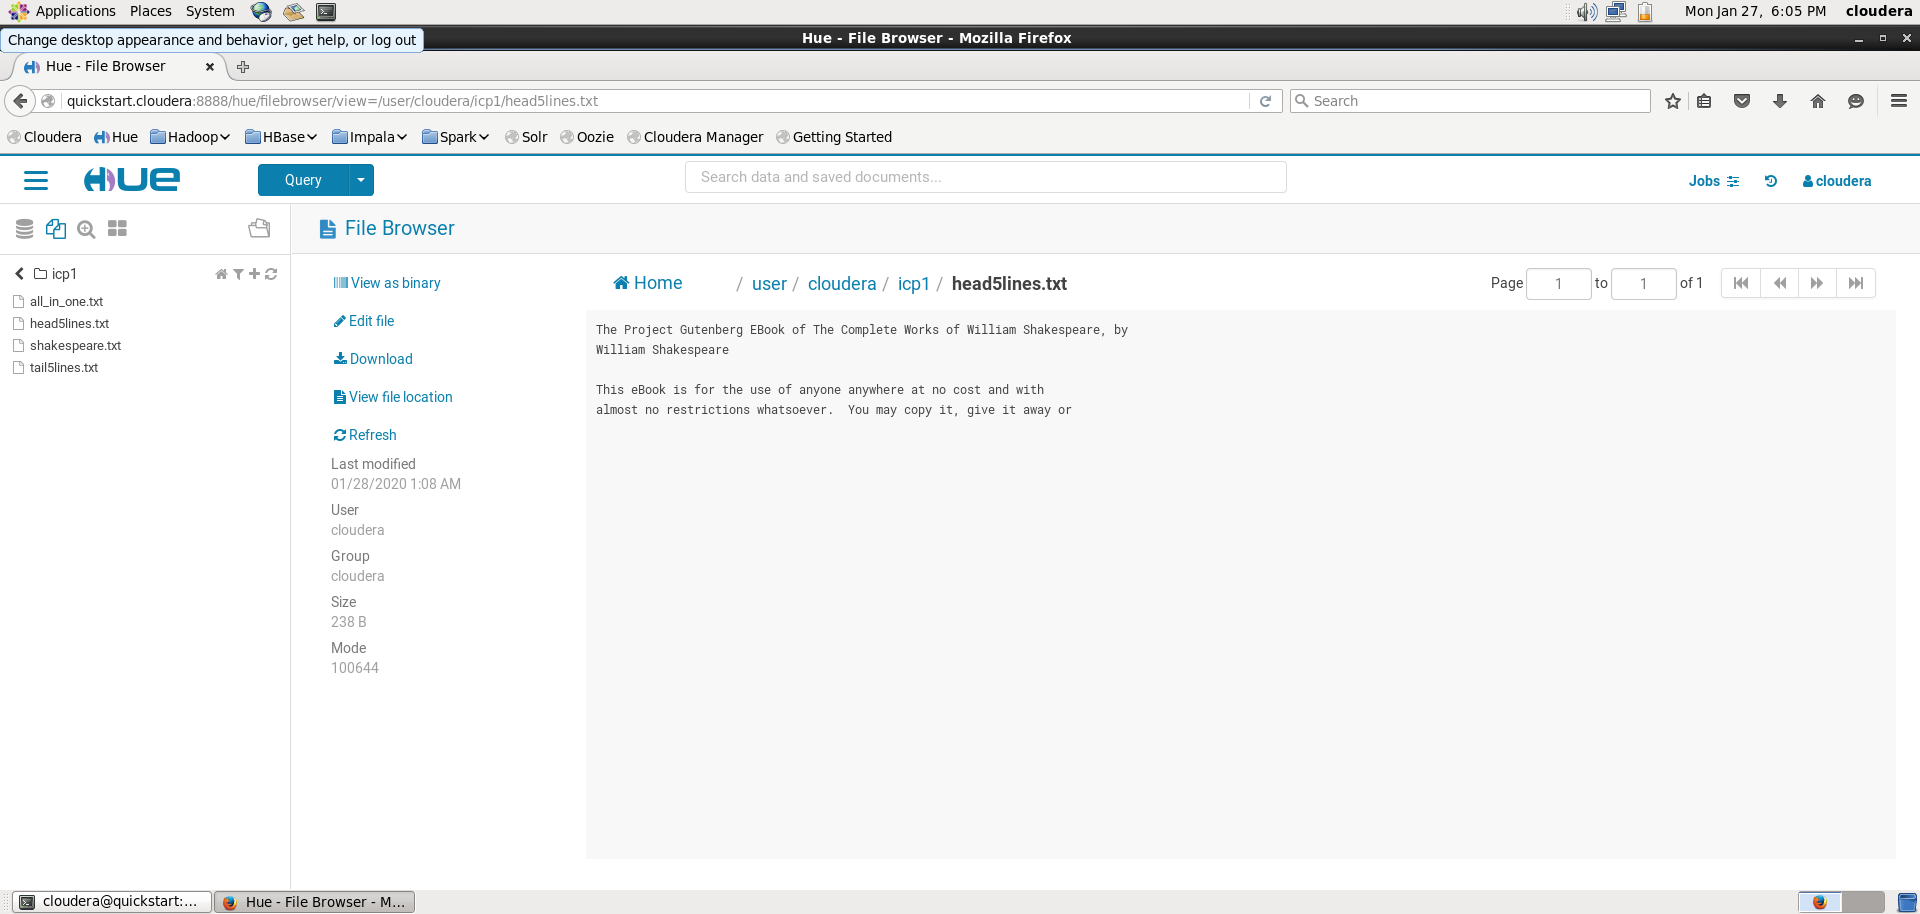 Applications Places System
Mon Jan 27, 6:05 PM cloudera
Change desktop appearance and behavior, get help, or log out
Hue - File Browser - Mozilla Firefox
Hue - File Browser
quickstart.cloudera:8888/hue/filebrowser/view=/user/cloudera/icp1/head5lines.txt
Search
Cloudera Hue Hadoop HBase Impala Spark Solr Oozie Cloudera Manager Getting Started
HUE
Query
Search data and saved documents...
Jobs
cloudera
File Browser
icp1
all_in_one.txt
head5lines.txt
shakespeare.txt
tail5lines.txt
View as binary
Edit file
Download
View file location
Refresh
Last modified
01/28/2020 1:08 AM
User
cloudera
Group
cloudera
Size
238 B
Mode
100644
Home / user / cloudera / icp1 / head5lines.txt
Page 1 to 1 of 1
The Project Gutenberg EBook of The Complete Works of William Shakespeare, by
William Shakespeare
This eBook is for the use of anyone anywhere at no cost and with
almost no restrictions whatsoever.  You may copy it, give it away or
cloudera@quickstart:...
Hue - File Browser - M...